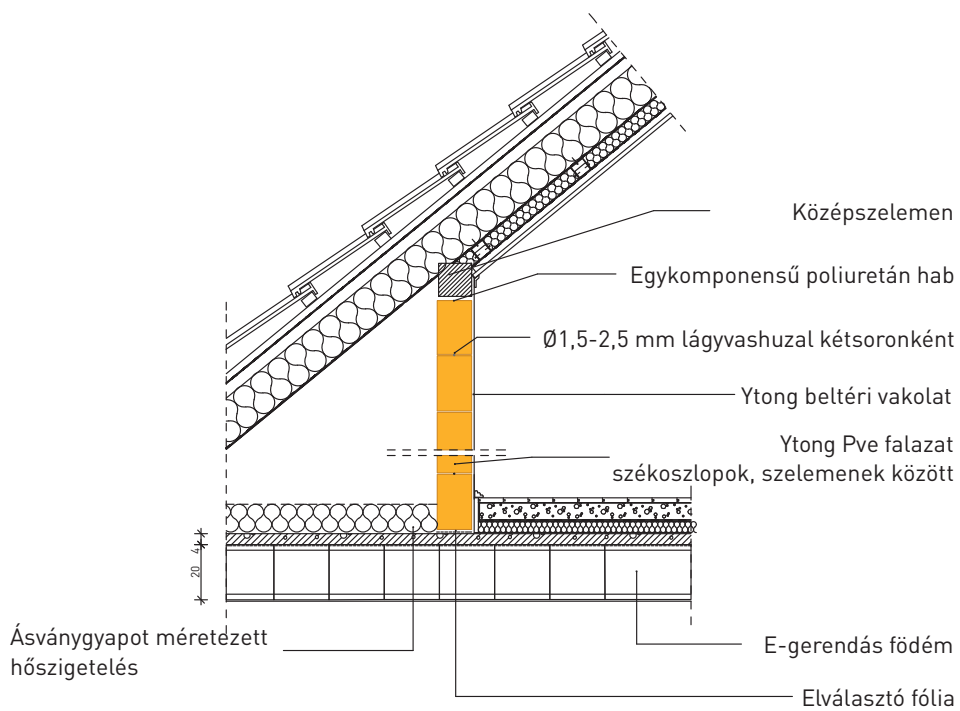 Középszelemen
Egykomponensű poliuretán hab
Ø1,5-2,5 mm lágyvashuzal kétsoronként
Ytong beltéri vakolat
Ytong Pve falazat
székoszlopok, szelemenek között
4
20
Ásványgyapot méretezett
hőszigetelés
E-gerendás födém
Elválasztó fólia